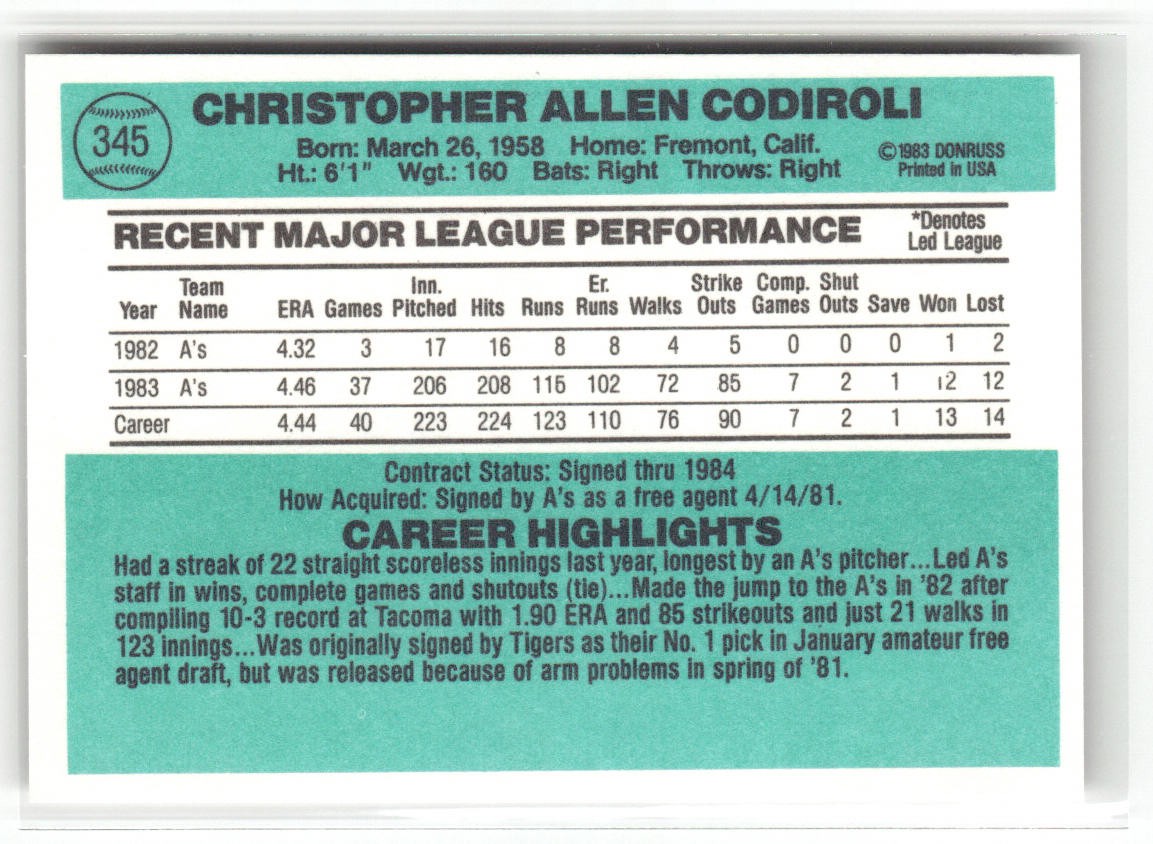 345
CHRISTOPHER ALLEN CODIROLI
Born: March 26, 1958 Home: Fremont, Calif.
Ht.: 6'1" Wgt.: 160 Bats: Right Throws: Right
©1983 DONRUSS
Printed in USA
RECENT MAJOR LEAGUE PERFORMANCE
*Denotes
Led League
Year Team Name ERA Games Inn. Pitched Hits Runs Er. Runs Walks Strike Outs Comp. Games Shut Outs Save Won Lost
1982 A's 4.32 3 17 16 8 8 4 5 0 0 0 1 2
1983 A's 4.46 37 206 208 115 102 72 85 7 2 1 12 12
Career 4.44 40 223 224 123 110 76 90 7 2 1 13 14
Contract Status: Signed thru 1984
How Acquired: Signed by A's as a free agent 4/14/81.
CAREER HIGHLIGHTS
Had a streak of 22 straight scoreless innings last year, longest by an A's pitcher...Led A's
staff in wins, complete games and shutouts (tie)...Made the jump to the A's in '82 after
compiling 10-3 record at Tacoma with 1.90 ERA and 85 strikeouts and just 21 walks in
123 innings...Was originally signed by Tigers as their No. 1 pick in January amateur free
agent draft, but was released because of arm problems in spring of '81.